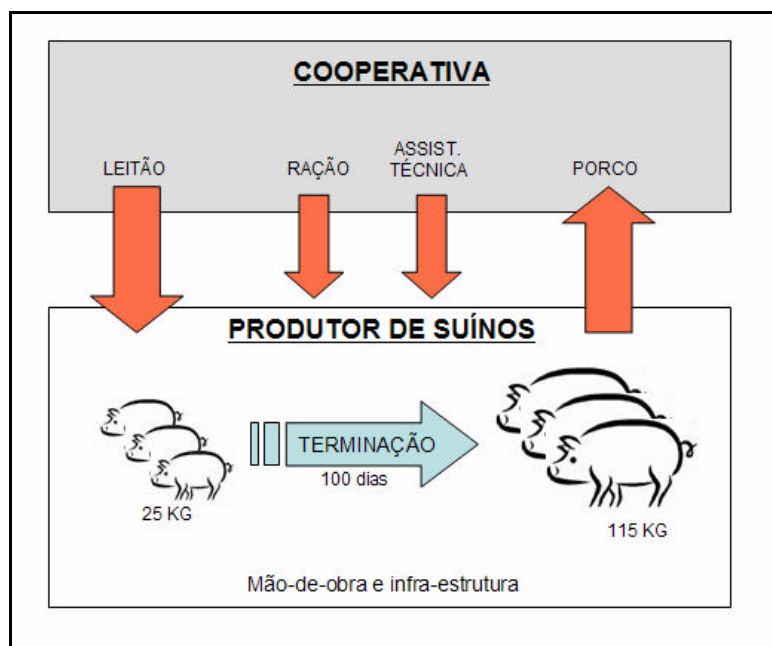 COOPERATIVA
LEITÃO
RAÇÃO
ASSIST.
TÉCNICA
PORCO
PRODUTOR DE SUÍNOS
TERMINAÇÃO
100 dias
25 KG
115 KG
Mão-de-obra e infra-estrutura